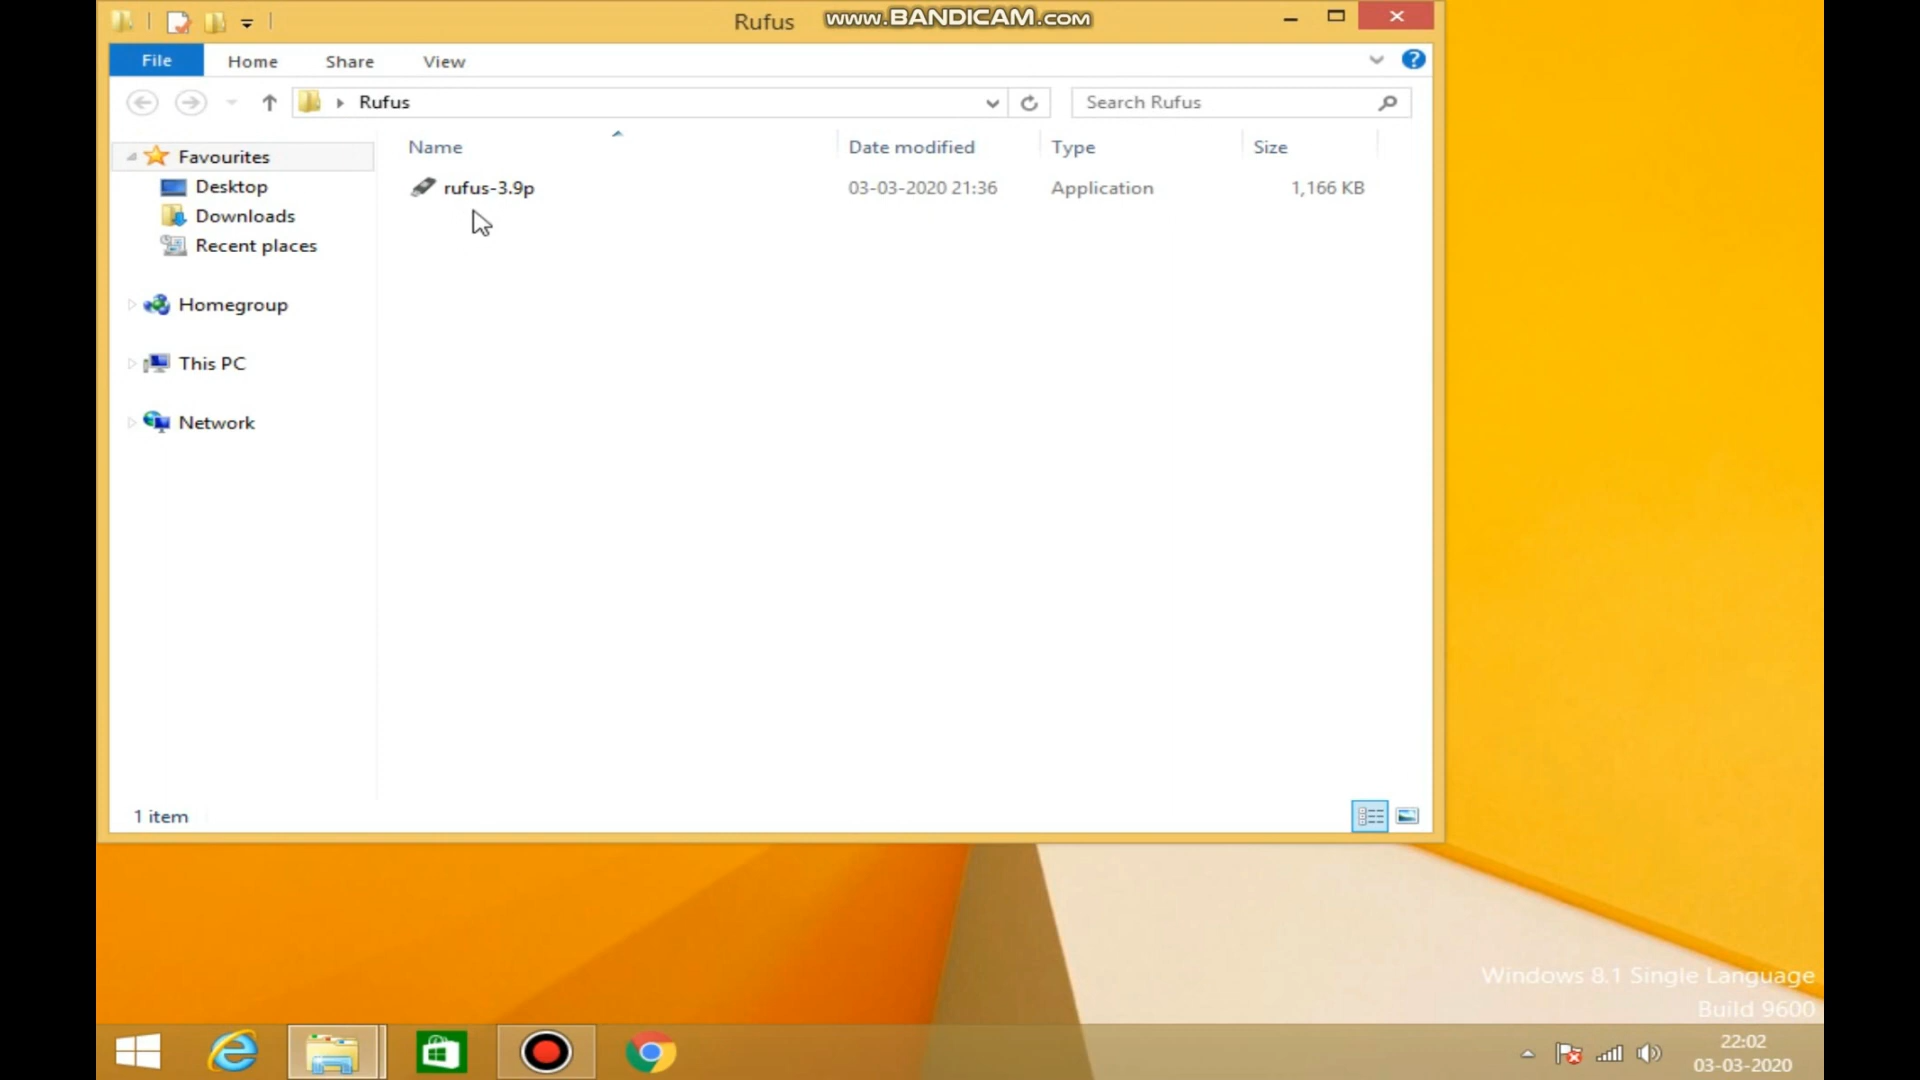 Rufus
www.BANDICAM.com
File Home Share View
Rufus
Search Rufus
Name Date modified Type Size
rufus-3.9p 03-03-2020 21:36 Application 1,166 KB
Favourites
Desktop
Downloads
Recent places
Homegroup
This PC
Network
1 item
Windows 8.1 Single Language
Build 9600
22:02
03-03-2020